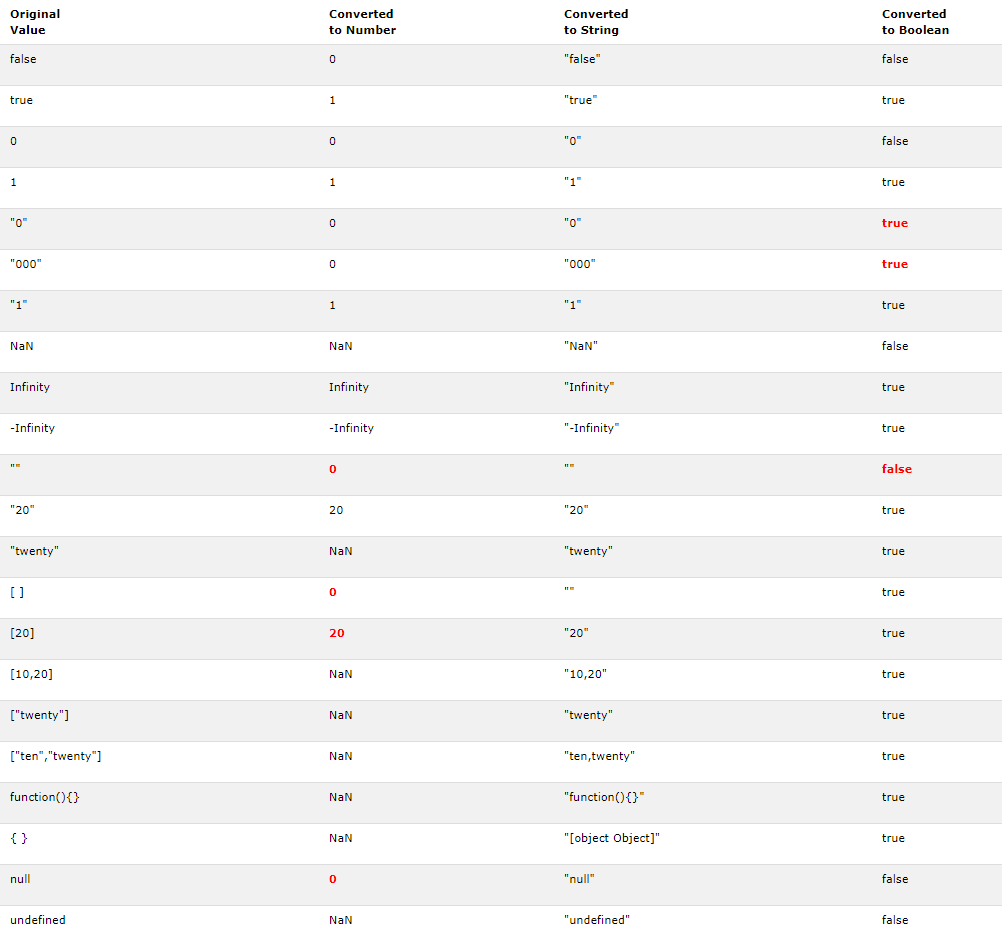 Original Value Converted to Number Converted to String Converted to Boolean
false 0 "false" false
true 1 "true" true
0 0 "0" false
1 1 "1" true
"0" 0 "0" true
"000" 0 "000" true
"1" 1 "1" true
NaN NaN "NaN" false
Infinity Infinity "Infinity" true
-Infinity -Infinity "-Infinity" true
"" 0 "" false
"20" 20 "20" true
"twenty" NaN "twenty" true
[ ] 0 "" true
[20] 20 "20" true
[10,20] NaN "10,20" true
["twenty"] NaN "twenty" true
["ten","twenty"] NaN "ten,twenty" true
function(){} NaN "function(){}" true
{ } NaN "[object Object]" true
null 0 "null" false
undefined NaN "undefined" false